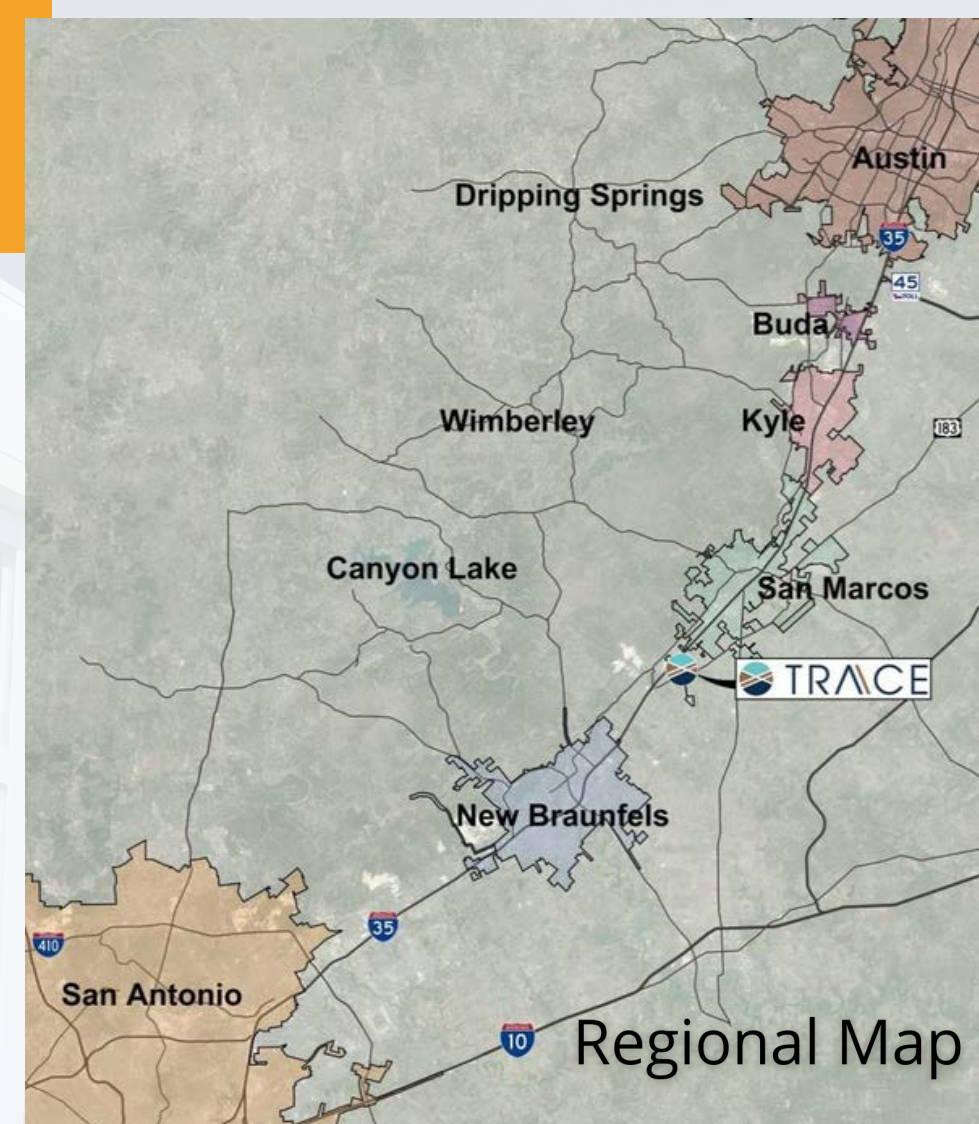 Austin
Dripping Springs
35
45
TOLL
Buda
Wimberley
Kyle
183
Canyon Lake
San Marcos
TRACE
New Braunfels
35
410
San Antonio
10
Regional Map